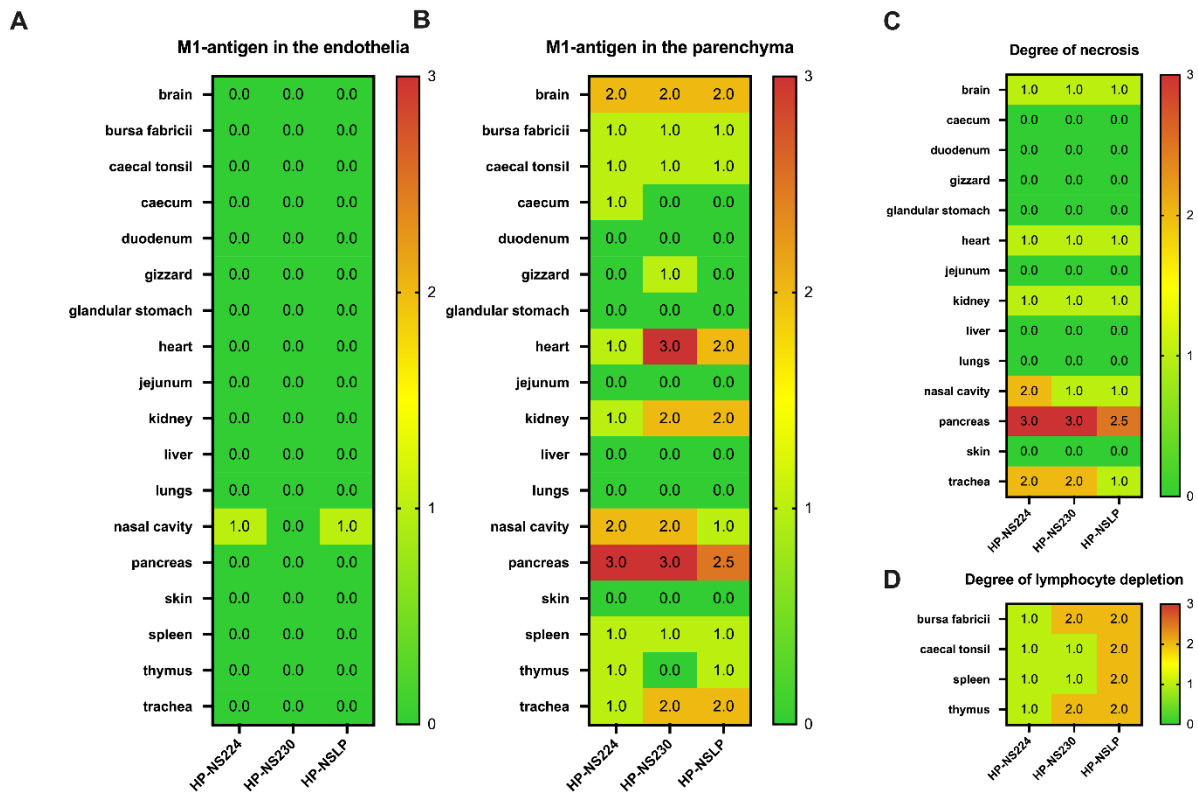 A
M1-antigen in the endothelia
brain 0.0 0.0 0.0
bursa fabricii 0.0 0.0 0.0
caecal tonsil 0.0 0.0 0.0
caecum 0.0 0.0 0.0
duodenum 0.0 0.0 0.0
gizzard 0.0 0.0 0.0
glandular stomach 0.0 0.0 0.0
heart 0.0 0.0 0.0
jejunum 0.0 0.0 0.0
kidney 0.0 0.0 0.0
liver 0.0 0.0 0.0
lungs 0.0 0.0 0.0
nasal cavity 1.0 0.0 1.0
pancreas 0.0 0.0 0.0
skin 0.0 0.0 0.0
spleen 0.0 0.0 0.0
thymus 0.0 0.0 0.0
trachea 0.0 0.0 0.0
HP-NS224 HP-NS230 HP-NSLP
3
2
1
0
B
M1-antigen in the parenchyma
brain 2.0 2.0 2.0
bursa fabricii 1.0 1.0 1.0
caecal tonsil 1.0 1.0 1.0
caecum 1.0 0.0 0.0
duodenum 0.0 0.0 0.0
gizzard 0.0 1.0 0.0
glandular stomach 0.0 0.0 0.0
heart 1.0 3.0 2.0
jejunum 0.0 0.0 0.0
kidney 1.0 2.0 2.0
liver 0.0 0.0 0.0
lungs 0.0 0.0 0.0
nasal cavity 2.0 2.0 1.0
pancreas 3.0 3.0 2.5
skin 0.0 0.0 0.0
spleen 1.0 1.0 1.0
thymus 1.0 0.0 1.0
trachea 1.0 2.0 2.0
HP-NS224 HP-NS230 HP-NSLP
3
2
1
0
C
Degree of necrosis
brain 1.0 1.0 1.0
caecum 0.0 0.0 0.0
duodenum 0.0 0.0 0.0
gizzard 0.0 0.0 0.0
glandular stomach 0.0 0.0 0.0
heart 1.0 1.0 1.0
jejunum 0.0 0.0 0.0
kidney 1.0 1.0 1.0
liver 0.0 0.0 0.0
lungs 0.0 0.0 0.0
nasal cavity 2.0 1.0 1.0
pancreas 3.0 3.0 2.5
skin 0.0 0.0 0.0
trachea 2.0 2.0 1.0
HP-NS224 HP-NS230 HP-NSLP
3
2
1
0
D
Degree of lymphocyte depletion
bursa fabricii 1.0 2.0 2.0
caecal tonsil 1.0 1.0 2.0
spleen 1.0 1.0 2.0
thymus 1.0 2.0 2.0
HP-NS224 HP-NS230 HP-NSLP
3
2
1
0